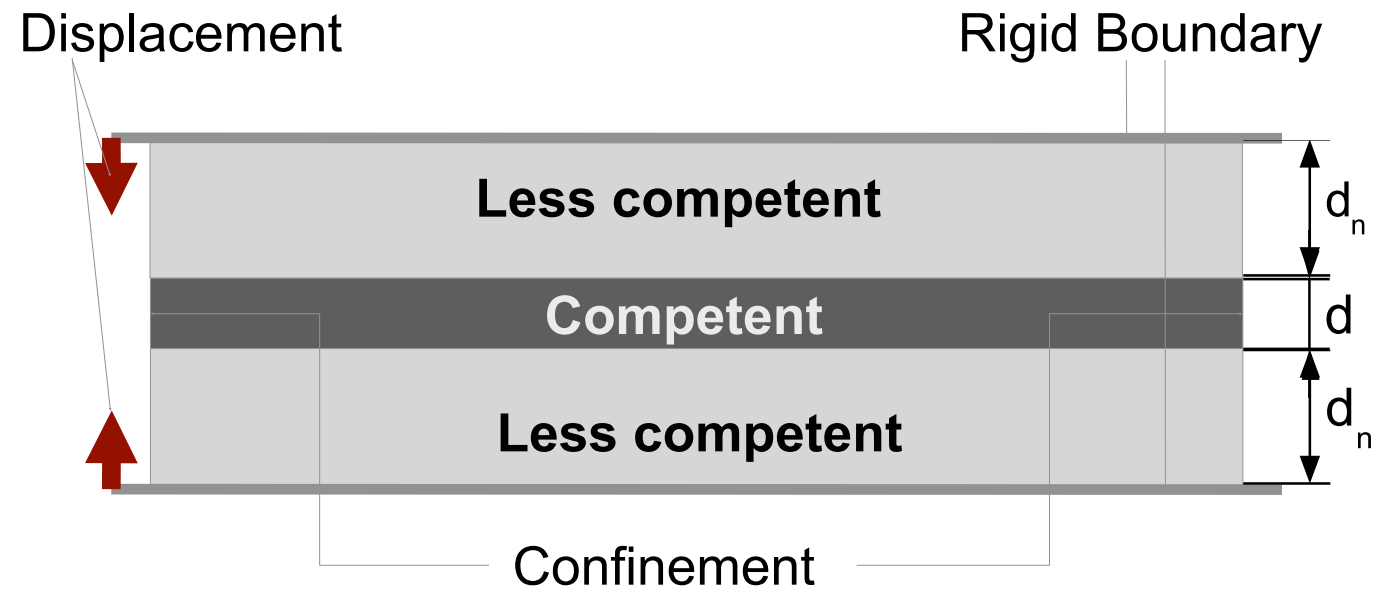 Displacement
Rigid Boundary
Less competent
dn
Competent
d
Less competent
dn
Confinement